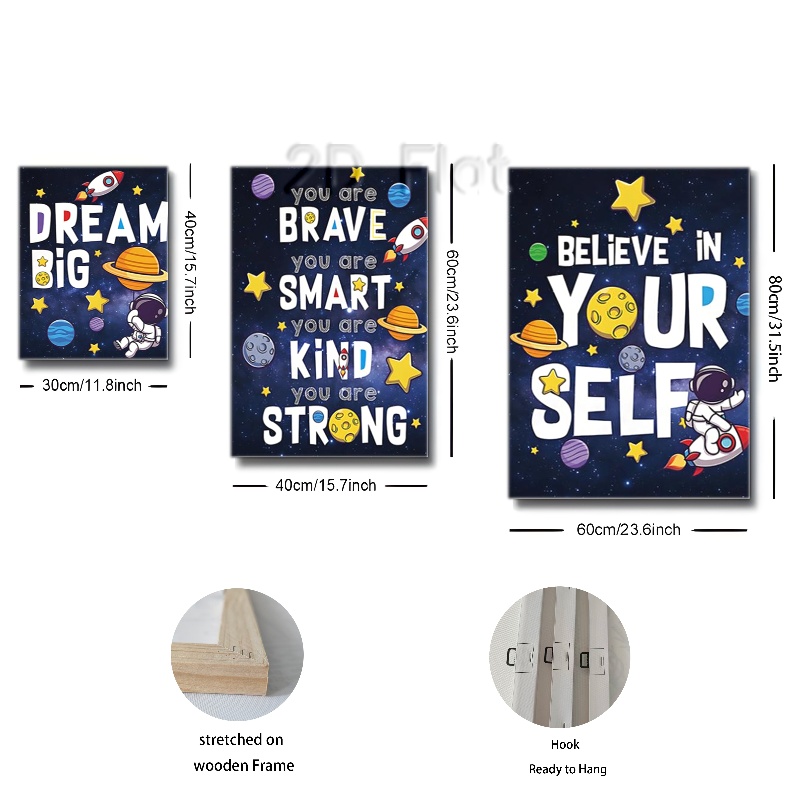 2D Flat
DREAM
BiG
40cm/15.7inch
30cm/11.8inch
you are
BRAVE
you are
SMART
you are
KiND
you are
STRONG
60cm/23.6inch
40cm/15.7inch
BELiEVE iN
YOUR
SELF
80cm/31.5inch
60cm/23.6inch
stretched on
wooden Frame
Hook
Ready to Hang